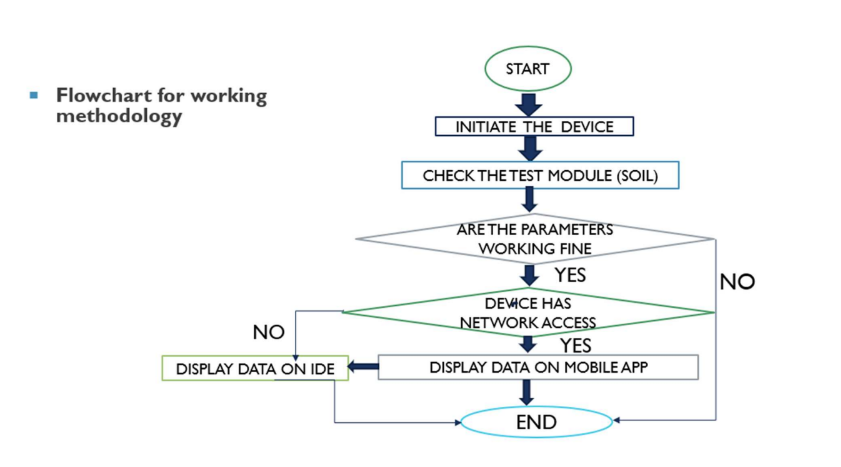 Flowchart for working
methodology
START
INITIATE THE DEVICE
CHECK THE TEST MODULE (SOIL)
ARE THE PARAMETERS
WORKING FINE
YES
NO
DEVICE HAS
NETWORK ACCESS
NO
YES
DISPLAY DATA ON IDE
DISPLAY DATA ON MOBILE APP
END